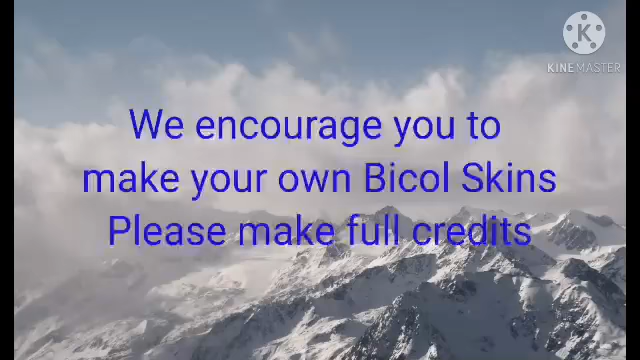 K
KINEMASTER
We encourage you to
make your own Bicol Skins
Please make full credits